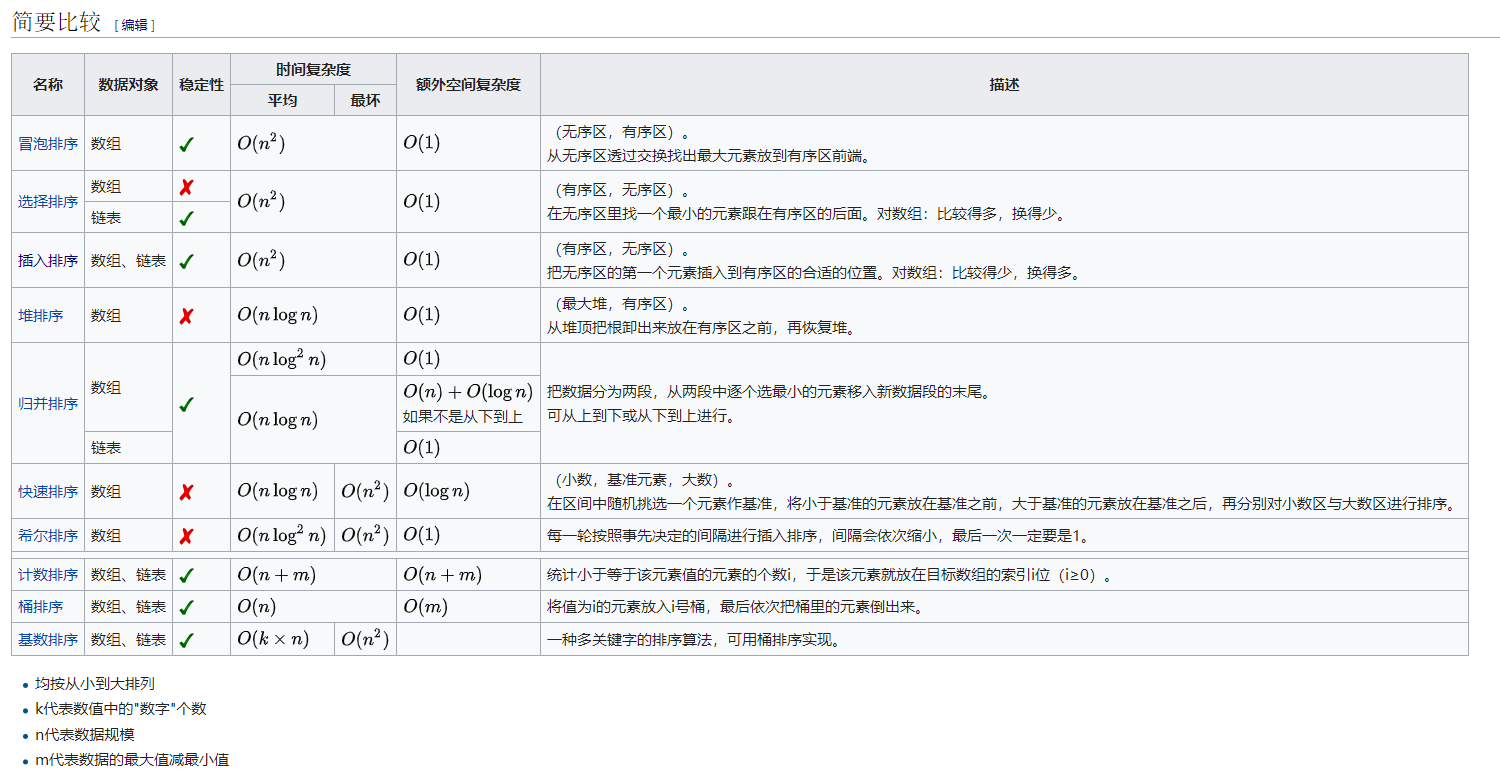 简要比较 [编辑]
名称 数据对象 稳定性 时间复杂度 额外空间复杂度 描述
平均 最坏
冒泡排序 数组 ✔ O(n²) O(1) （无序区，有序区）。
从无序区透过交换找出最大元素放到有序区前端。
选择排序 数组 ✘ O(n²) O(1) （有序区，无序区）。
链表 ✔ 在无序区里找一个最小的元素跟在有序区的后面。对数组：比较得多，换得少。
插入排序 数组、链表 ✔ O(n²) O(1) （有序区，无序区）。
把无序区的第一个元素插入到有序区的合适的位置。对数组：比较得少，换得多。
堆排序 数组 ✘ O(n log n) O(1) （最大堆，有序区）。
从堆顶把根卸出来放在有序区之前，再恢复堆。
归并排序 数组 ✔ O(n log² n) O(1) 把数据分为两段，从两段中逐个选最小的元素移入新数据段的末尾。
O(n log n) O(n) + O(log n) 可从上到下或从下到上进行。
如果不是从下到上
链表 O(1)
快速排序 数组 ✘ O(n log n) O(n²) O(log n) （小数，基准元素，大数）。
在区间中随机挑选一个元素作基准，将小于基准的元素放在基准之前，大于基准的元素放在基准之后，再分别对小数区与大数区进行排序。
希尔排序 数组 ✘ O(n log² n) O(n²) O(1) 每一轮按照事先决定的间隔进行插入排序，间隔会依次缩小，最后一次一定要是1。
计数排序 数组、链表 ✔ O(n + m) O(n + m) 统计小于等于该元素值的元素的个数i，于是该元素就放在目标数组的索引i位（i≥0）。
桶排序 数组、链表 ✔ O(n) O(m) 将值为i的元素放入i号桶，最后依次把桶里的元素倒出来。
基数排序 数组、链表 ✔ O(k × n) O(n²) 一种多关键字的排序算法，可用桶排序实现。
• 均按从小到大排列
• k代表数值中的"数字"个数
• n代表数据规模
• m代表数据的最大值减最小值